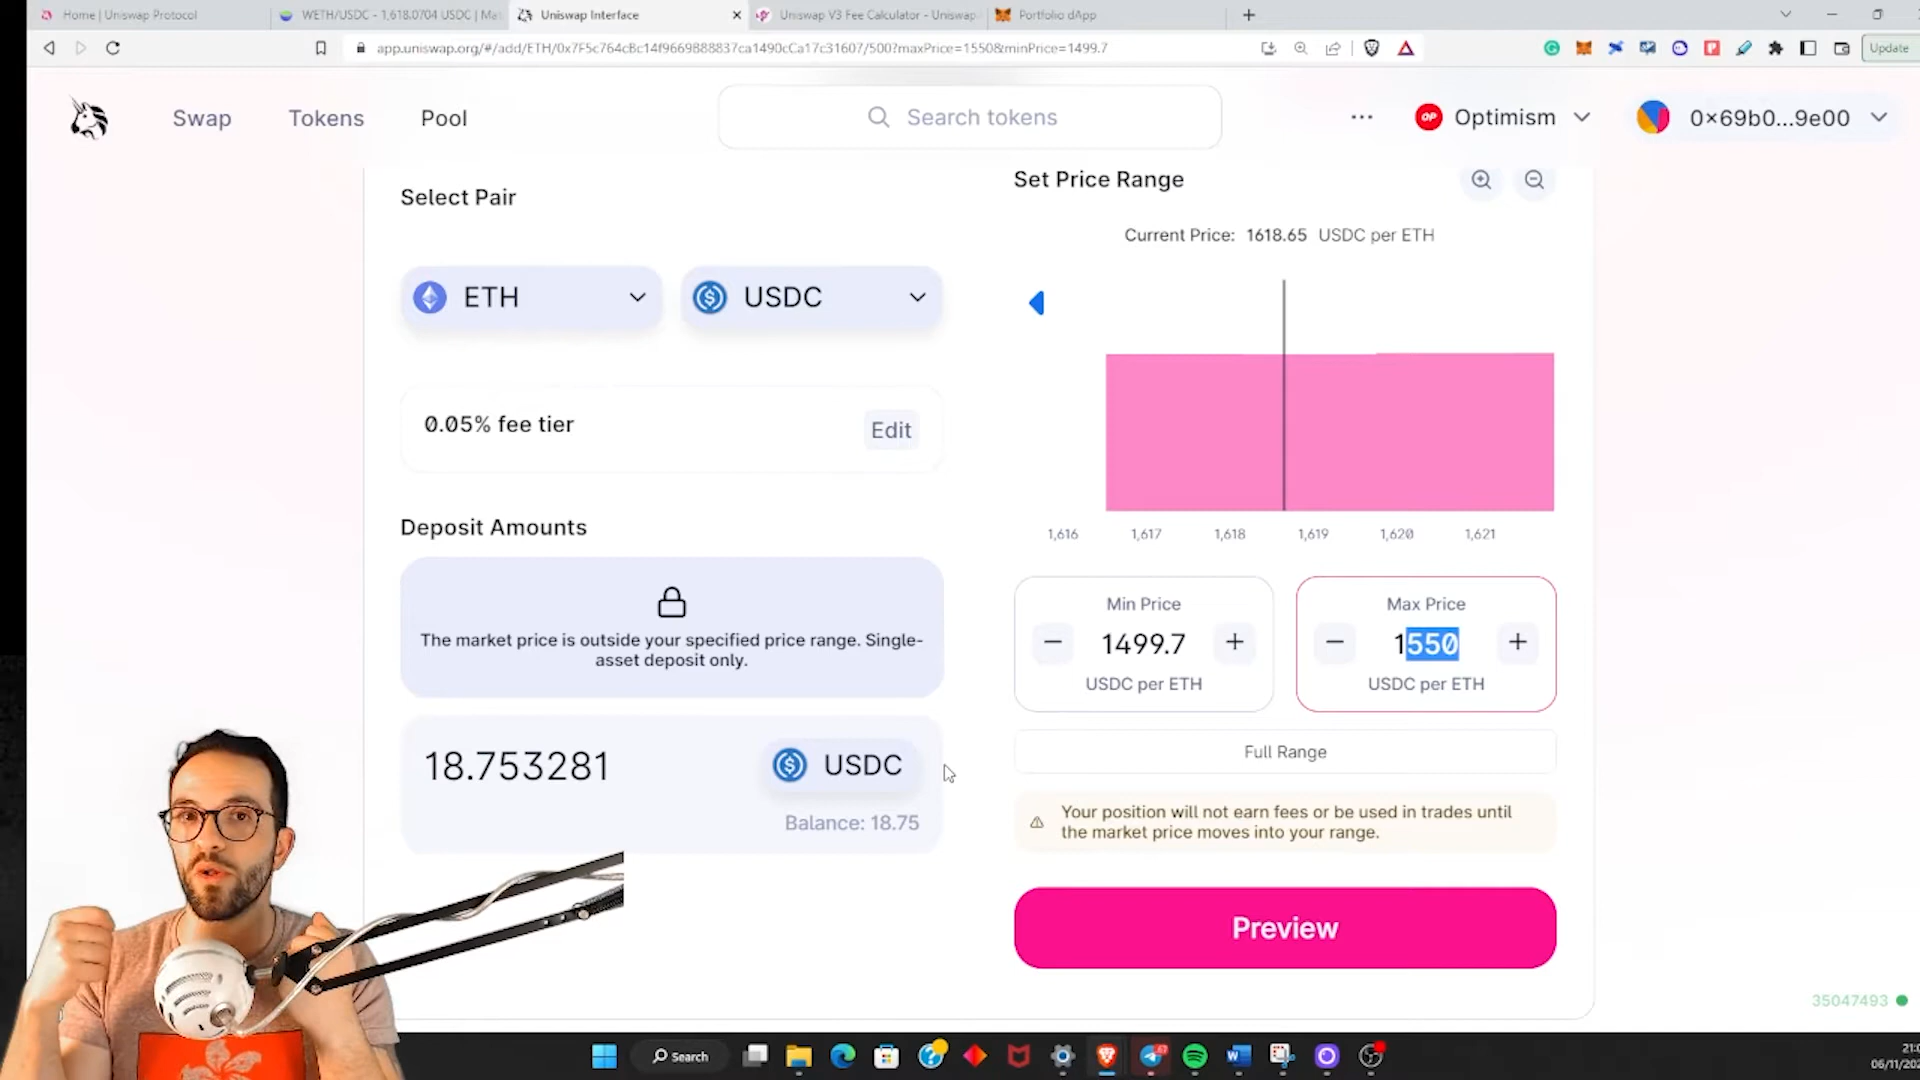 Home | Uniswap Protocol
WETH/USDC - 1,618.0704 USDC | Ma
Uniswap Interface
Uniswap V3 Fee Calculator - Uniswap
Portfolio dApp
app.uniswap.org/#/add/ETH/0x7F5c764cBc14f9669B88837ca1490cCa17c31607/500?maxPrice=1550&minPrice=1499.7
Update
Swap
Tokens
Pool
Search tokens
OP
Optimism
0×69b0...9e00
Select Pair
ETH
USDC
0.05% fee tier
Edit
Deposit Amounts
The market price is outside your specified price range. Single-
asset deposit only.
18.753281
USDC
Balance: 18.75
Set Price Range
Current Price: 1618.65 USDC per ETH
1,616
1,617
1,618
1,619
1,620
1,621
Min Price
1499.7
USDC per ETH
Max Price
1550
USDC per ETH
Full Range
Your position will not earn fees or be used in trades until
the market price moves into your range.
Preview
35047493
Search